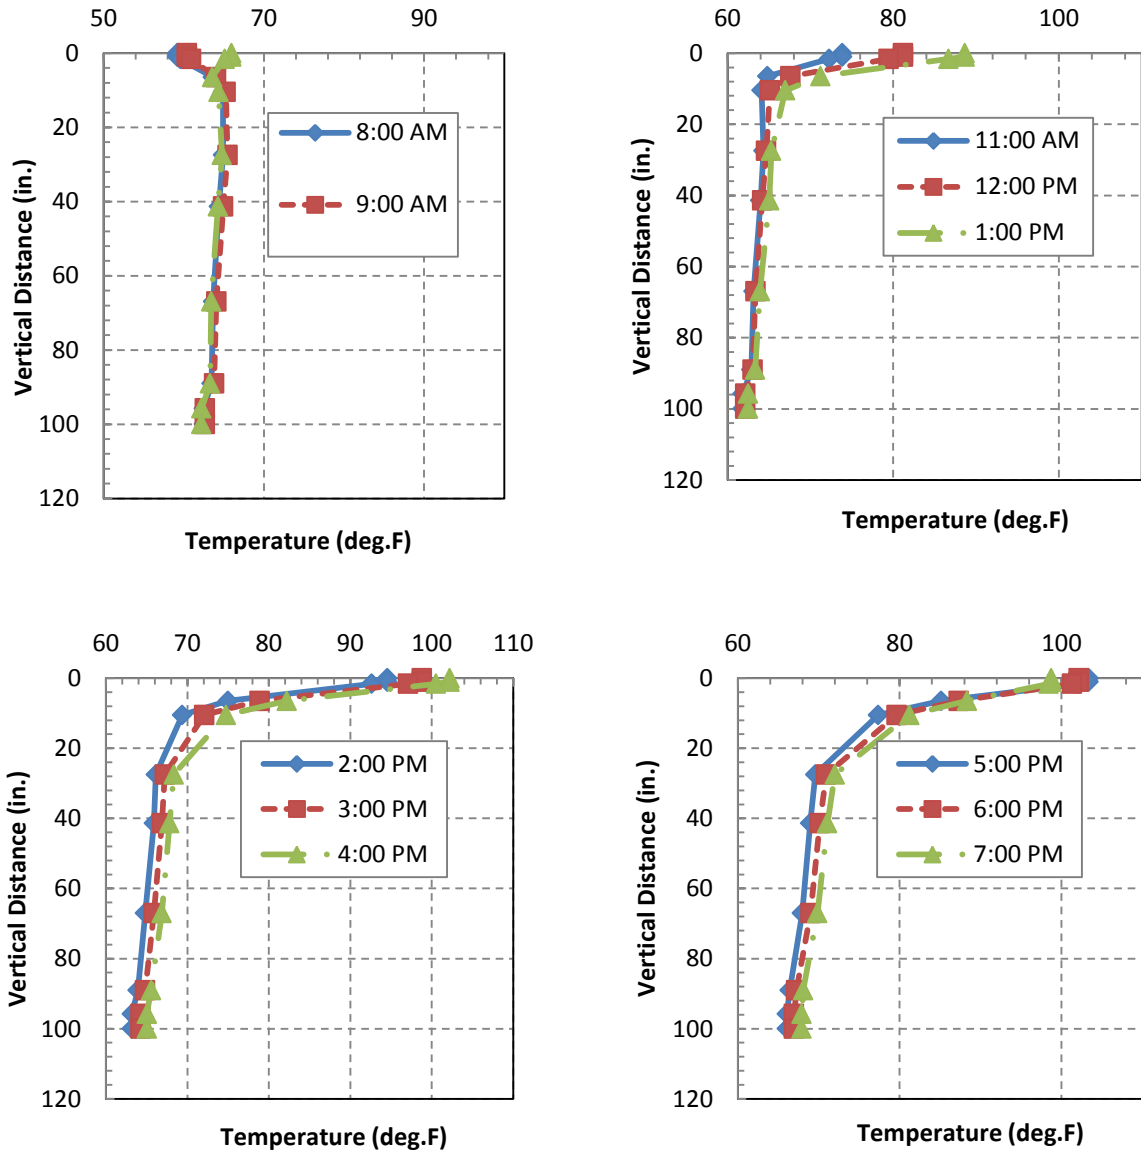 50 70 90
0
20
40
60
80
100
120
Vertical Distance (in.)
8:00 AM
9:00 AM
Temperature (deg.F)
60 80 100
0
20
40
60
80
100
120
Vertical Distance (in.)
11:00 AM
12:00 PM
1:00 PM
Temperature (deg.F)
60 70 80 90 100 110
0
20
40
60
80
100
120
Vertical Distance (in.)
2:00 PM
3:00 PM
4:00 PM
Temperature (deg.F)
60 80 100
0
20
40
60
80
100
120
Vertical Distance (in.)
5:00 PM
6:00 PM
7:00 PM
Temperature (deg.F)